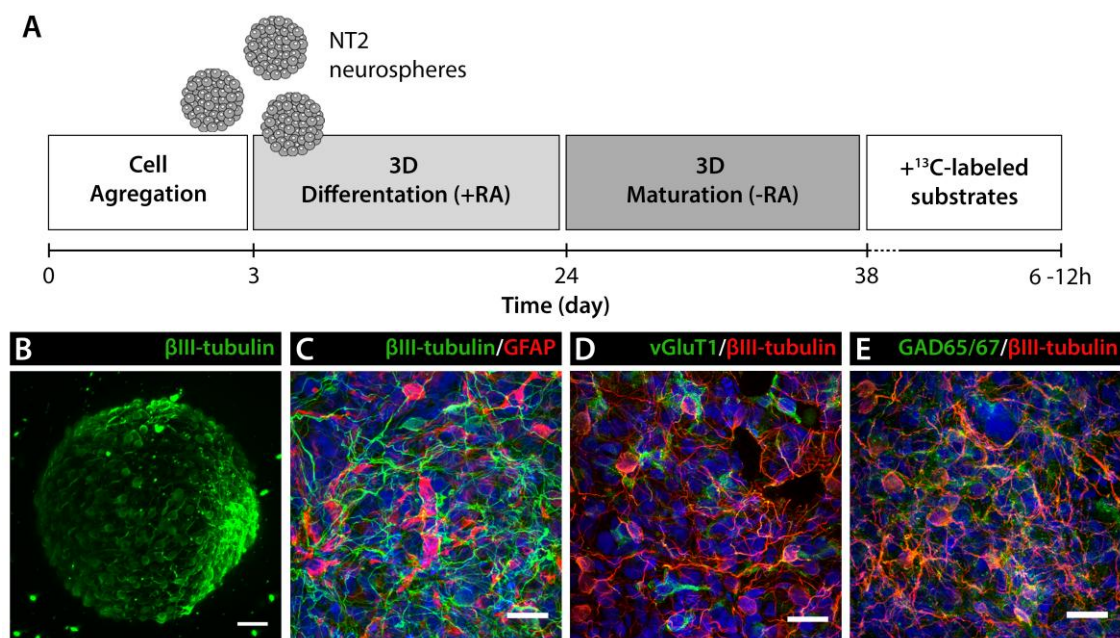 A
NT2
neurospheres
Cell
Agregation
3D
Differentation (+RA)
3D
Maturation (-RA)
+¹³C-labeled
substrates
0
3
24
38
6 -12h
Time (day)
B
βIII-tubulin
C
βIII-tubulin/GFAP
D
vGluT1/βIII-tubulin
E
GAD65/67/βIII-tubulin